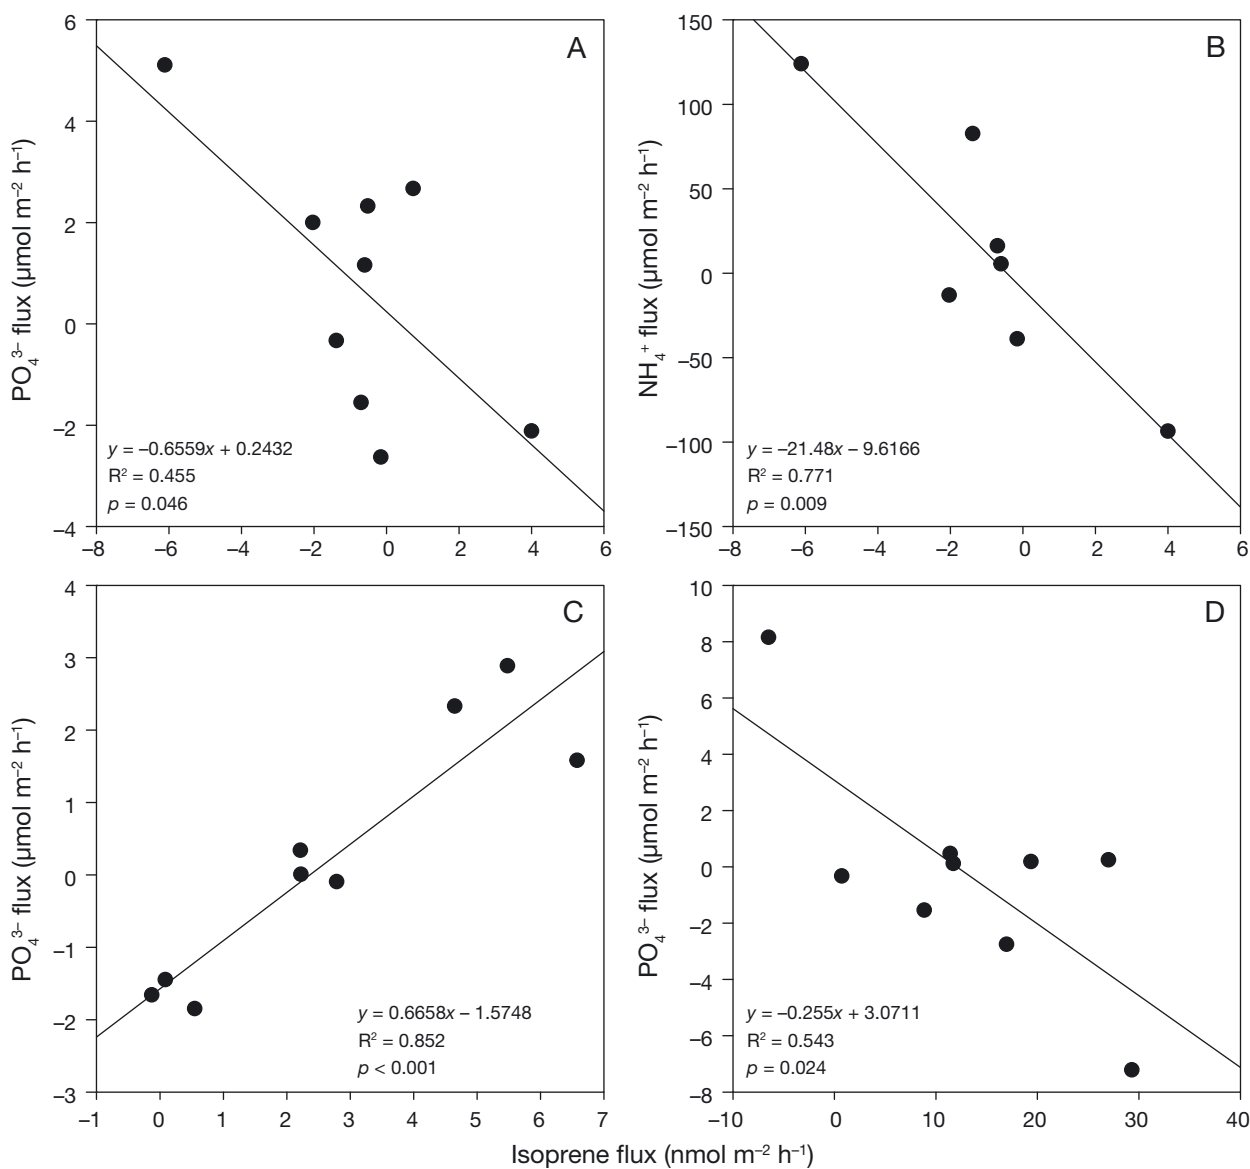 A
PO₄³⁻ flux (µmol m⁻² h⁻¹)
6
4
2
0
−2
−4
y = −0.6559x + 0.2432
R² = 0.455
p = 0.046
−8 −6 −4 −2 0 2 4 6
B
NH₄⁺ flux (µmol m⁻² h⁻¹)
150
100
50
0
−50
−100
−150
y = −21.48x − 9.6166
R² = 0.771
p = 0.009
−8 −6 −4 −2 0 2 4 6
C
PO₄³⁻ flux (µmol m⁻² h⁻¹)
4
3
2
1
0
−1
−2
−3
y = 0.6658x − 1.5748
R² = 0.852
p < 0.001
−1 0 1 2 3 4 5 6 7
D
PO₄³⁻ flux (µmol m⁻² h⁻¹)
10
8
6
4
2
0
−2
−4
−6
−8
y = −0.255x + 3.0711
R² = 0.543
p = 0.024
−10 0 10 20 30 40
Isoprene flux (nmol m⁻² h⁻¹)